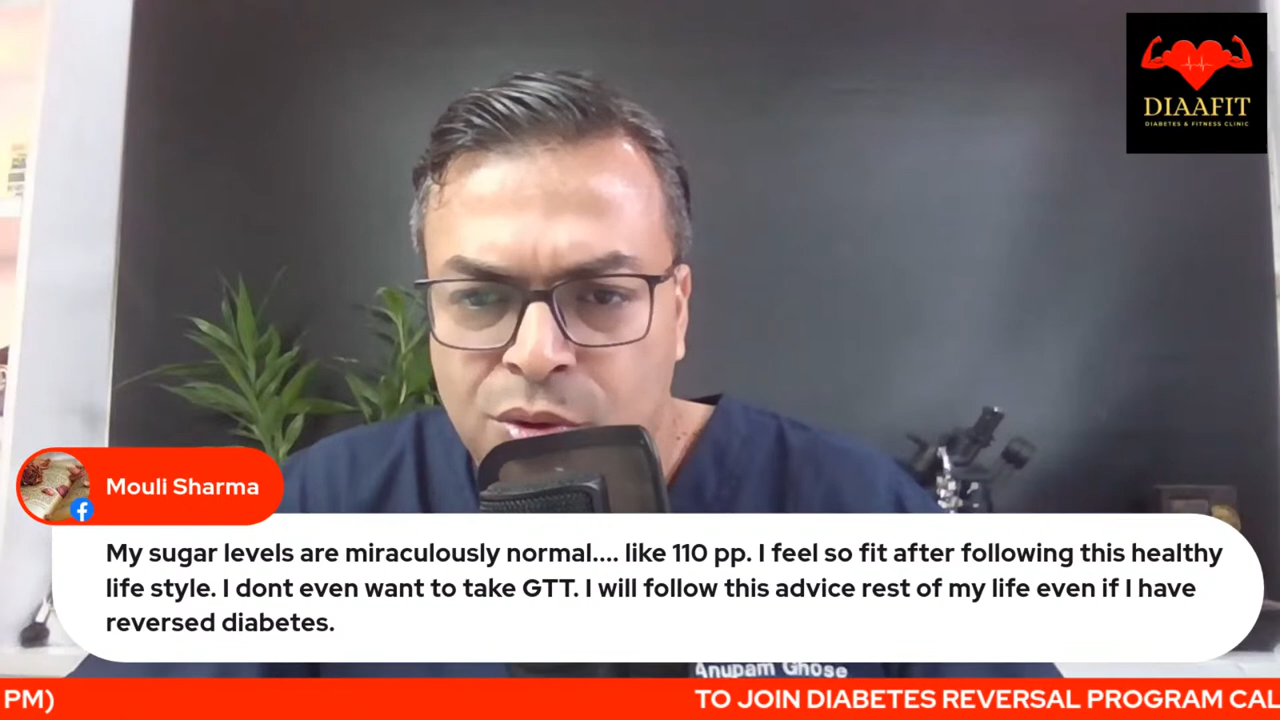 DIAAFIT
DIABETES & FITNESS CLINIC
Mouli Sharma
My sugar levels are miraculously normal.... like 110 pp. I feel so fit after following this healthy
life style. I dont even want to take GTT. I will follow this advice rest of my life even if I have
reversed diabetes.
Anupam Ghose
PM) TO JOIN DIABETES REVERSAL PROGRAM CAL